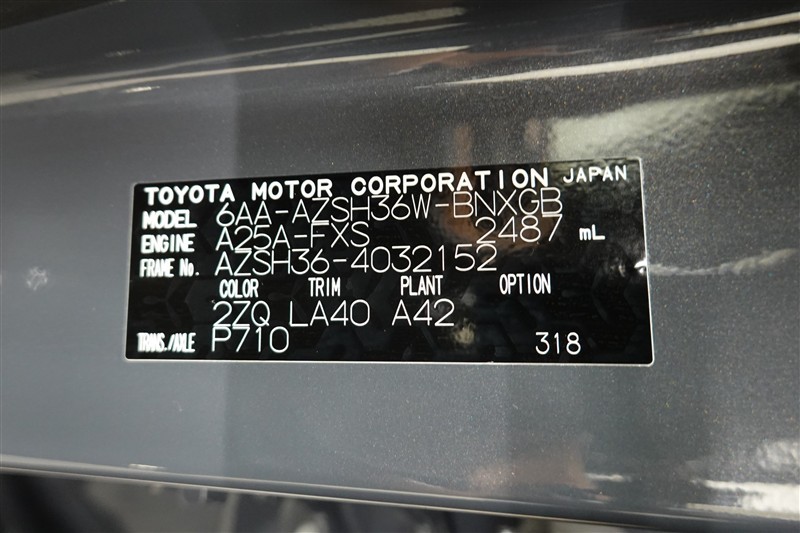 TOYOTA MOTOR CORPORATION JAPAN
MODEL 6AA-AZSH36W-BNXGB
ENGINE A25A-FXS 2487 mL
FRAME No. AZSH36-4032152
COLOR TRIM PLANT OPTION
2ZQ LA40 A42
TRANS./AXLE P710 318